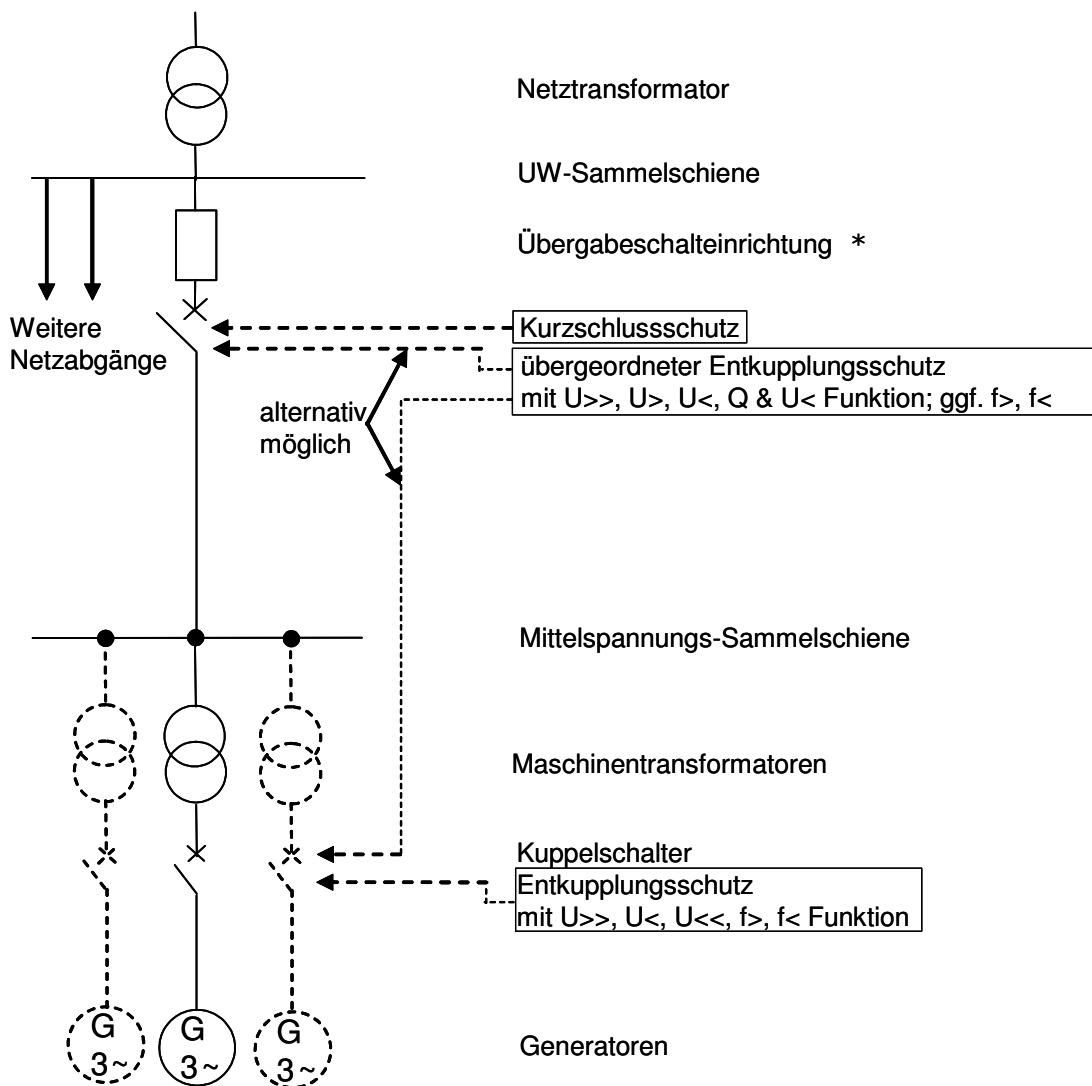 Netztransformator
UW-Sammelschiene
Übergabeschalteinrichtung *
Weitere
Netzabgänge
Kurzschlussschutz
übergeordneter Entkupplungsschutz
mit U>>, U>, U<, Q & U< Funktion; ggf. f>, f<
alternativ
möglich
Mittelspannungs-Sammelschiene
Maschinentransformatoren
Kuppelschalter
Entkupplungsschutz
mit U>>, U<, U<<, f>, f< Funktion
G
3~
G
3~
G
3~
Generatoren